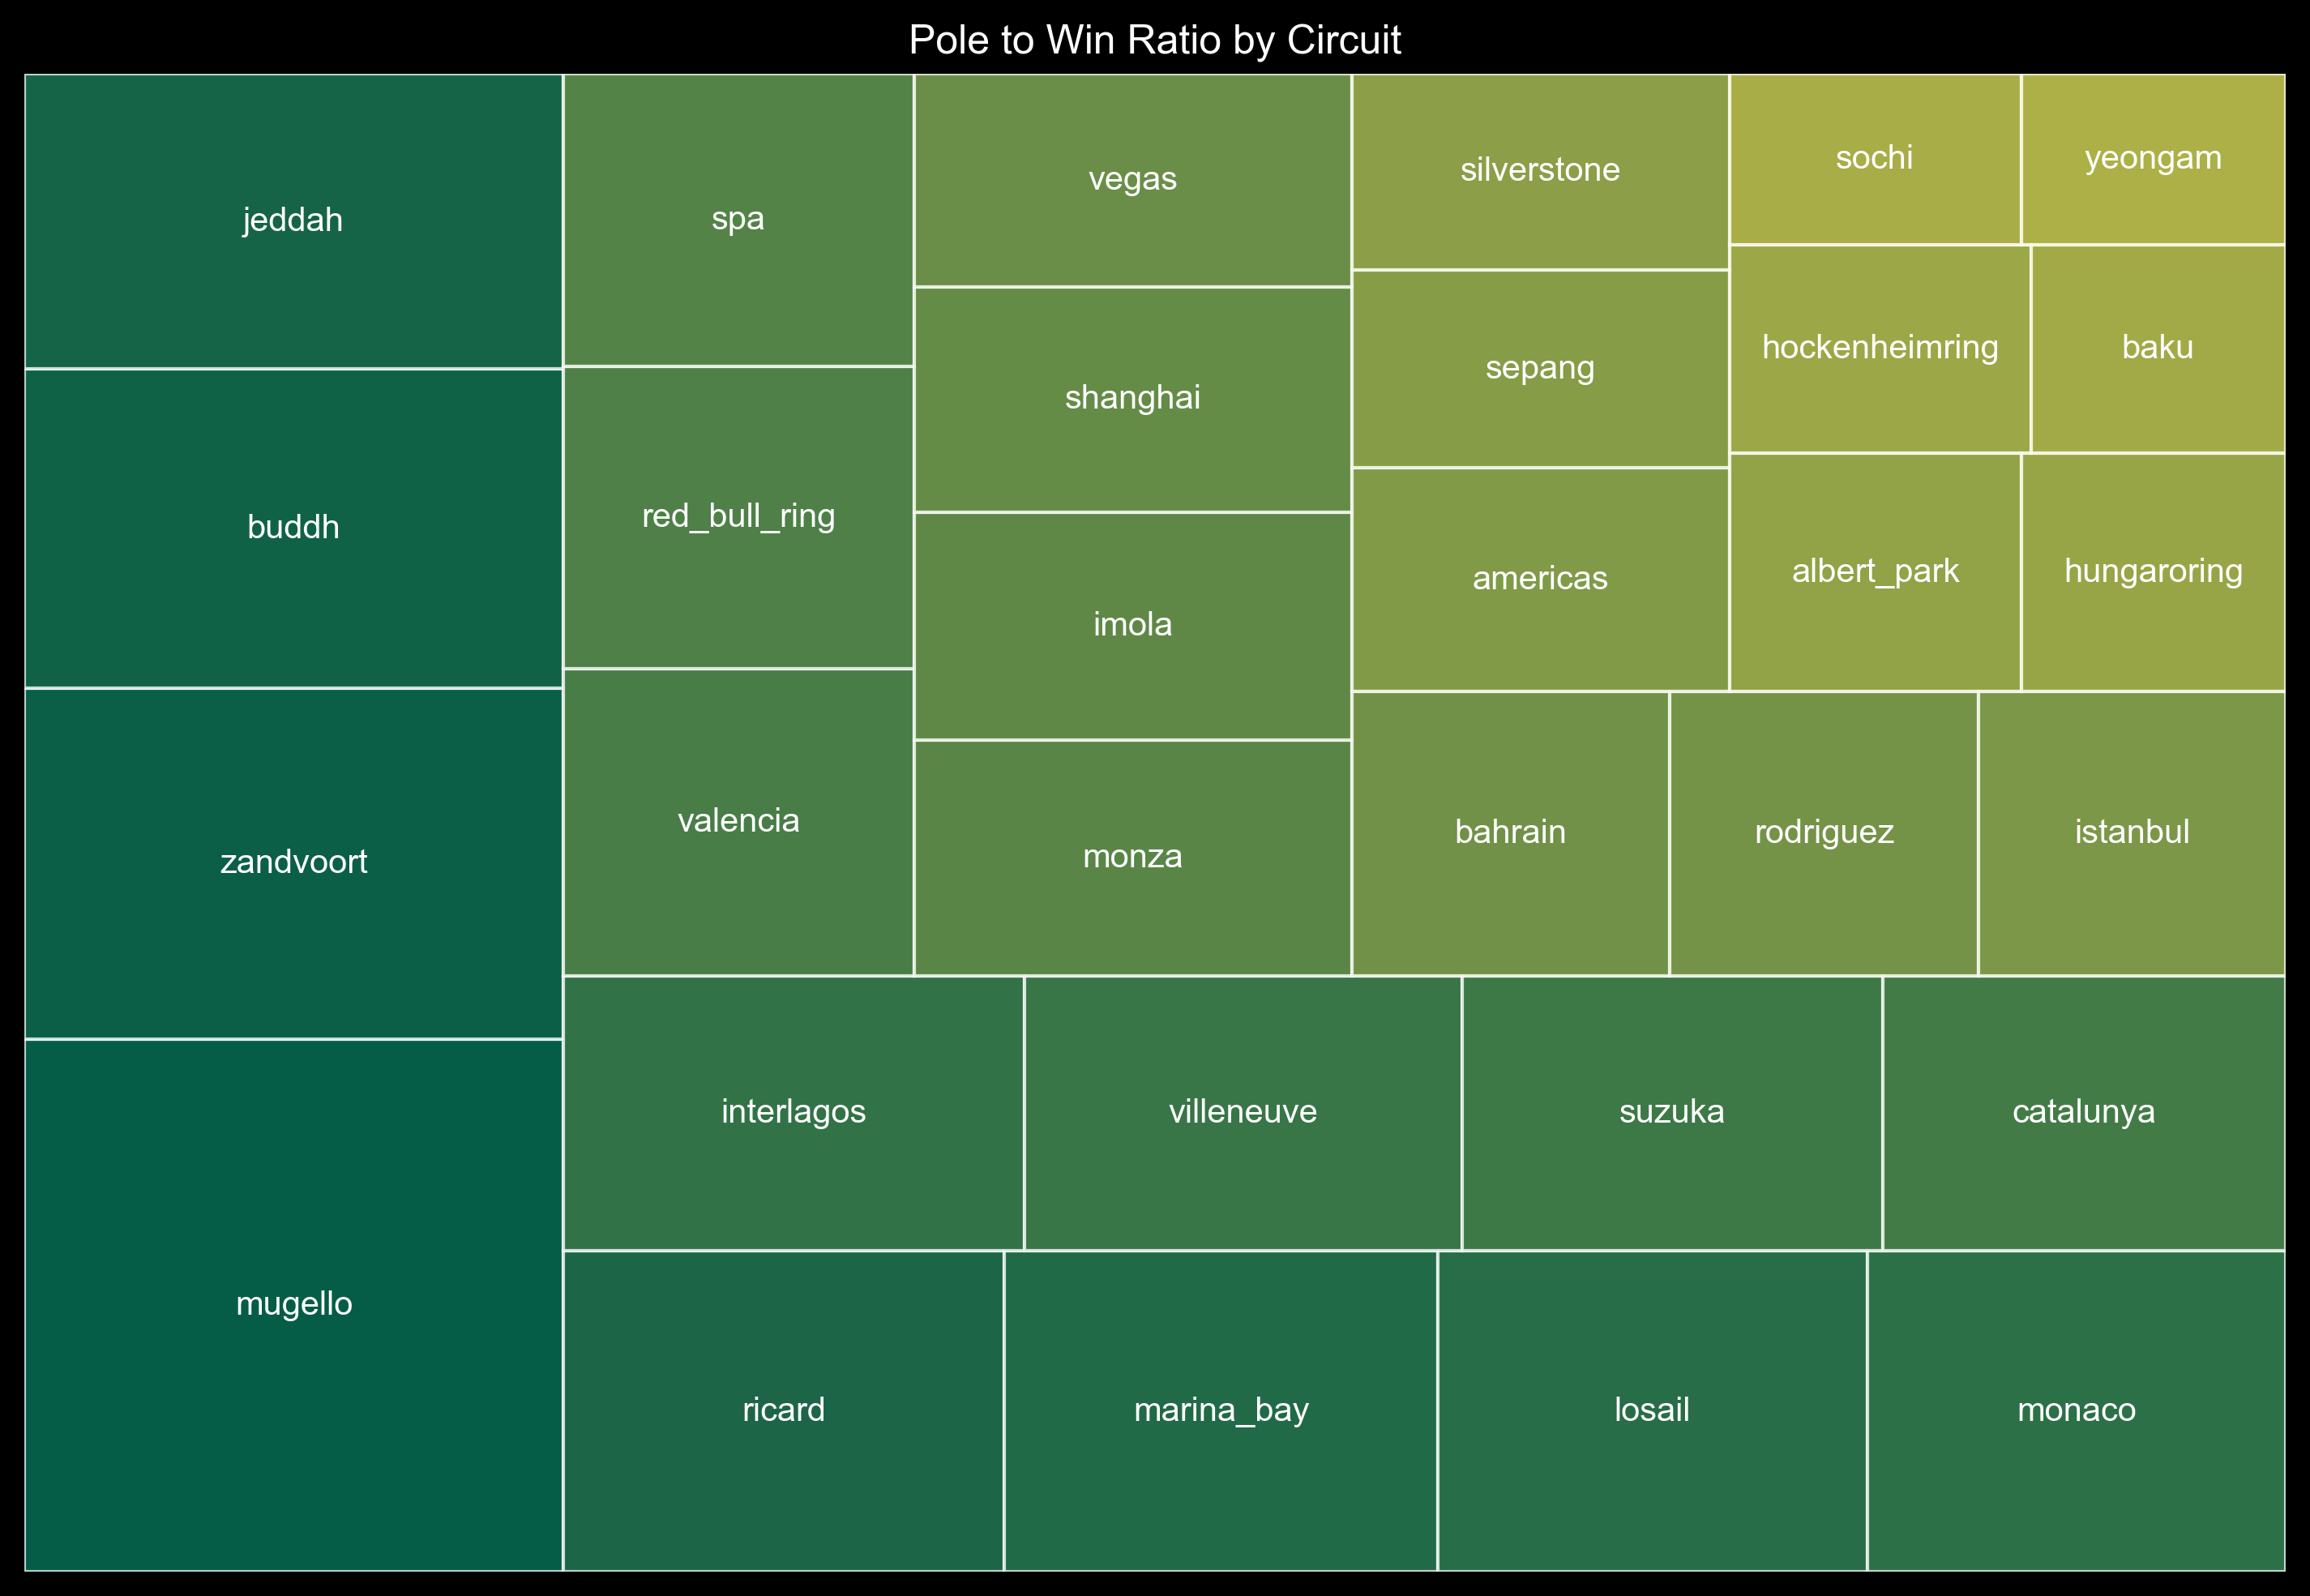 Pole to Win Ratio by Circuit
jeddah
buddh
zandvoort
mugello
spa
red_bull_ring
valencia
vegas
shanghai
imola
monza
silverstone
sepang
americas
sochi
yeongam
hockenheimring
baku
albert_park
hungaroring
bahrain
rodriguez
istanbul
interlagos
villeneuve
suzuka
catalunya
ricard
marina_bay
losail
monaco